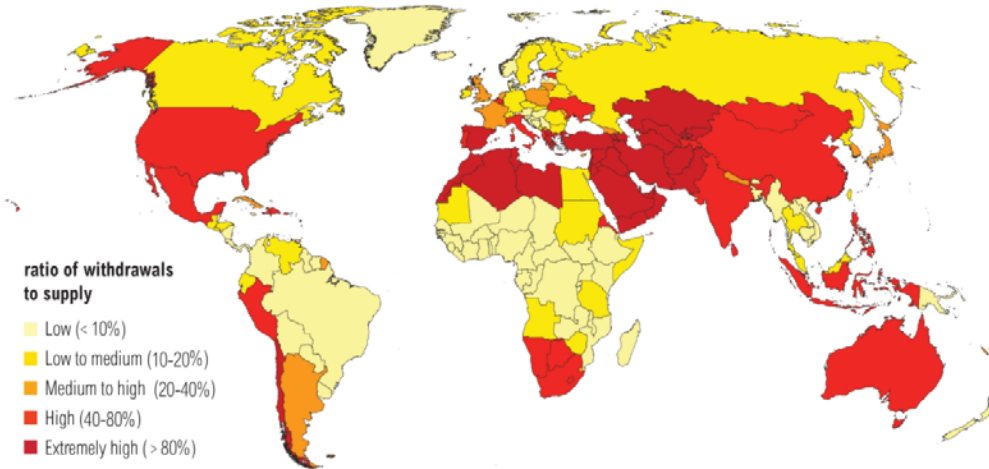 ratio of withdrawals
to supply
Low (< 10%)
Low to medium (10-20%)
Medium to high (20-40%)
High (40-80%)
Extremely high (> 80%)